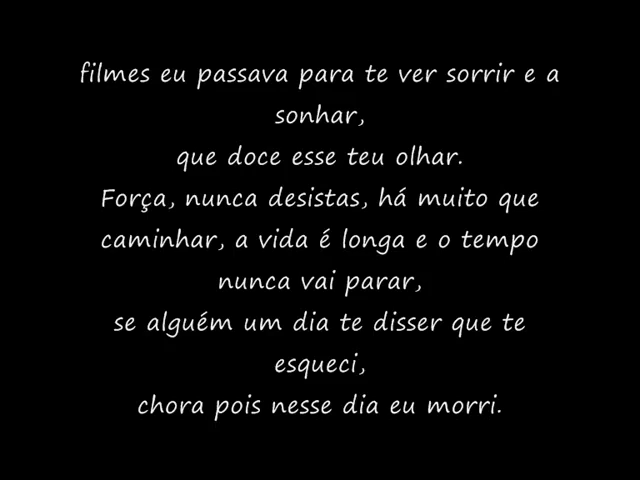 filmes eu passava para te ver sorrir e a
sonhar,
que doce esse teu olhar.
Força, nunca desistas, há muito que
caminhar, a vida é longa e o tempo
nunca vai parar,
se alguém um dia te disser que te
esqueci,
chora pois nesse dia eu morri.